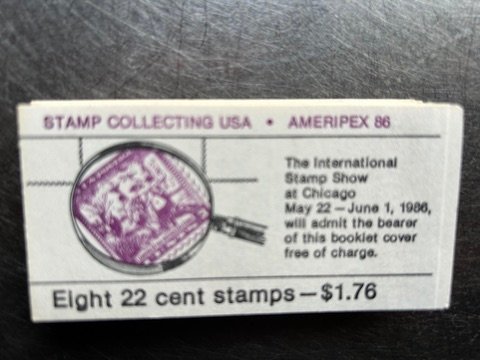 STAMP COLLECTING USA • AMERIPEX 86
The International
Stamp Show
at Chicago
May 22 – June 1, 1986,
will admit the bearer
of this booklet cover
free of charge.
Eight 22 cent stamps – $1.76